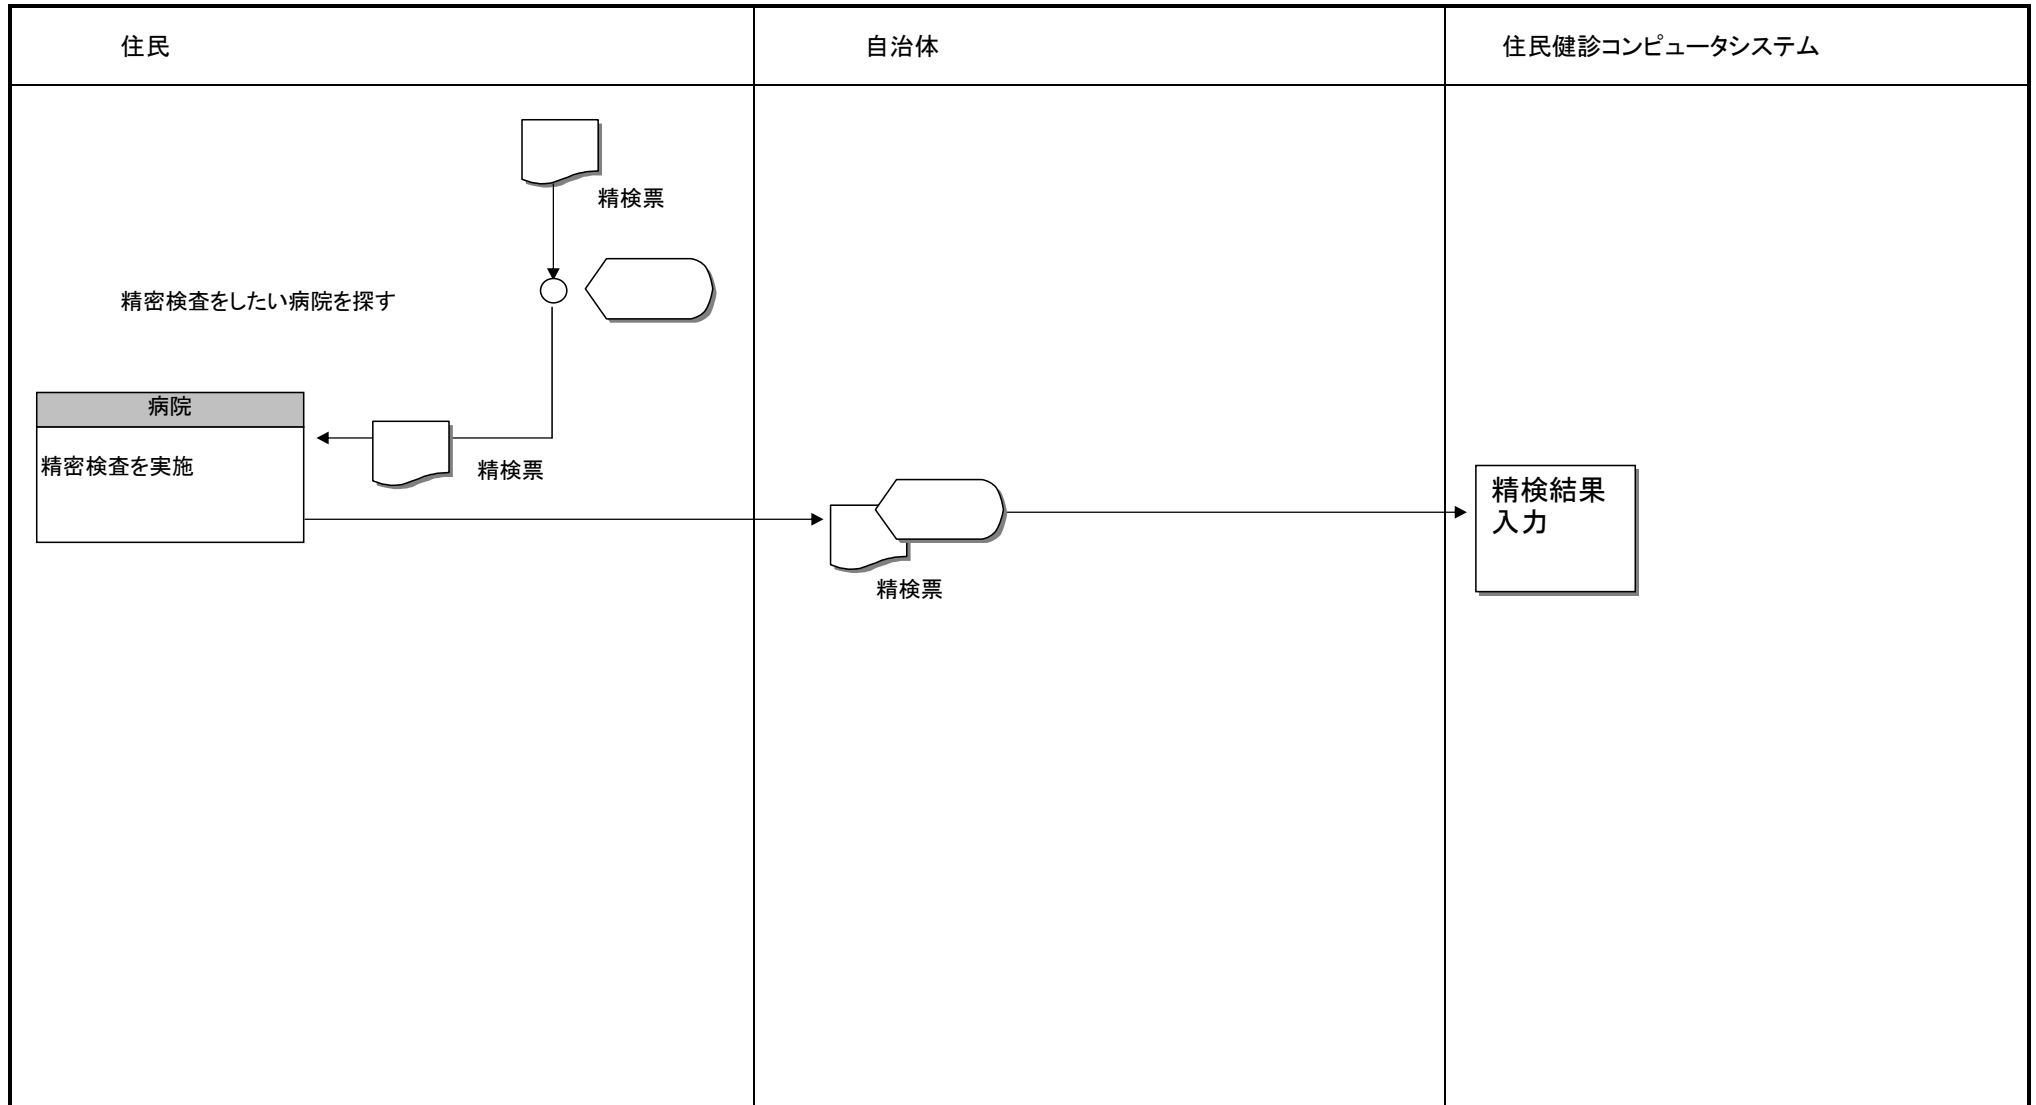 住民
自治体
住民健診コンピュータシステム
精検票
精密検査をしたい病院を探す
病院
精密検査を実施
精検票
精検票
精検結果
入力